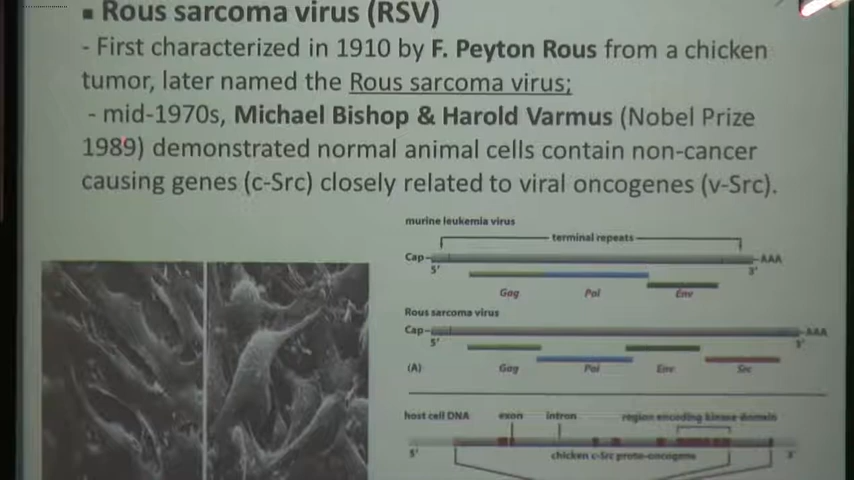 ▪ Rous sarcoma virus (RSV)
- First characterized in 1910 by F. Peyton Rous from a chicken
tumor, later named the Rous sarcoma virus;
- mid-1970s, Michael Bishop & Harold Varmus (Nobel Prize
1989) demonstrated normal animal cells contain non-cancer
causing genes (c-Src) closely related to viral oncogenes (v-Src).
murine leukemia virus
terminal repeats
Cap AAA
5' 3'
Gag Pol Env
Rous sarcoma virus
Cap AAA
5' 3'
(A) Gag Pol Env Src
host cell DNA exon intron region encoding kinase domain
5' chicken c-Src proto-oncogene 3'